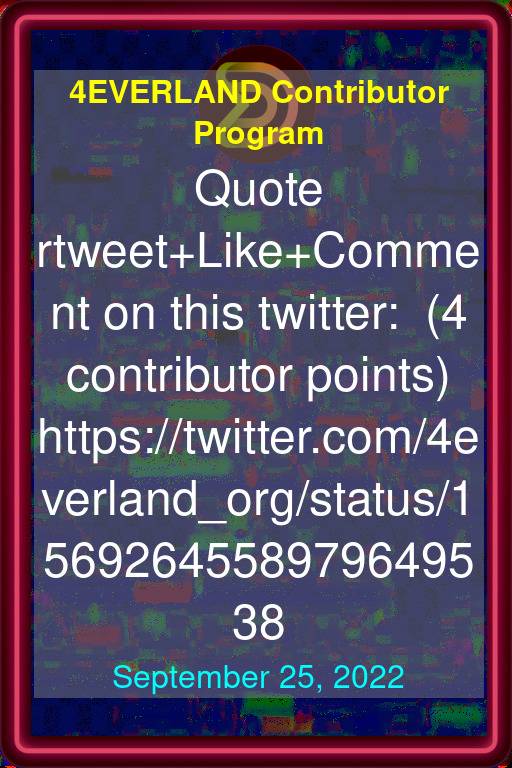 4EVERLAND Contributor
Program
Quote
rtweet+Like+Comme
nt on this twitter:  (4
contributor points)
https://twitter.com/4e
verland_org/status/1
569264558979649​5
38
September 25, 2022